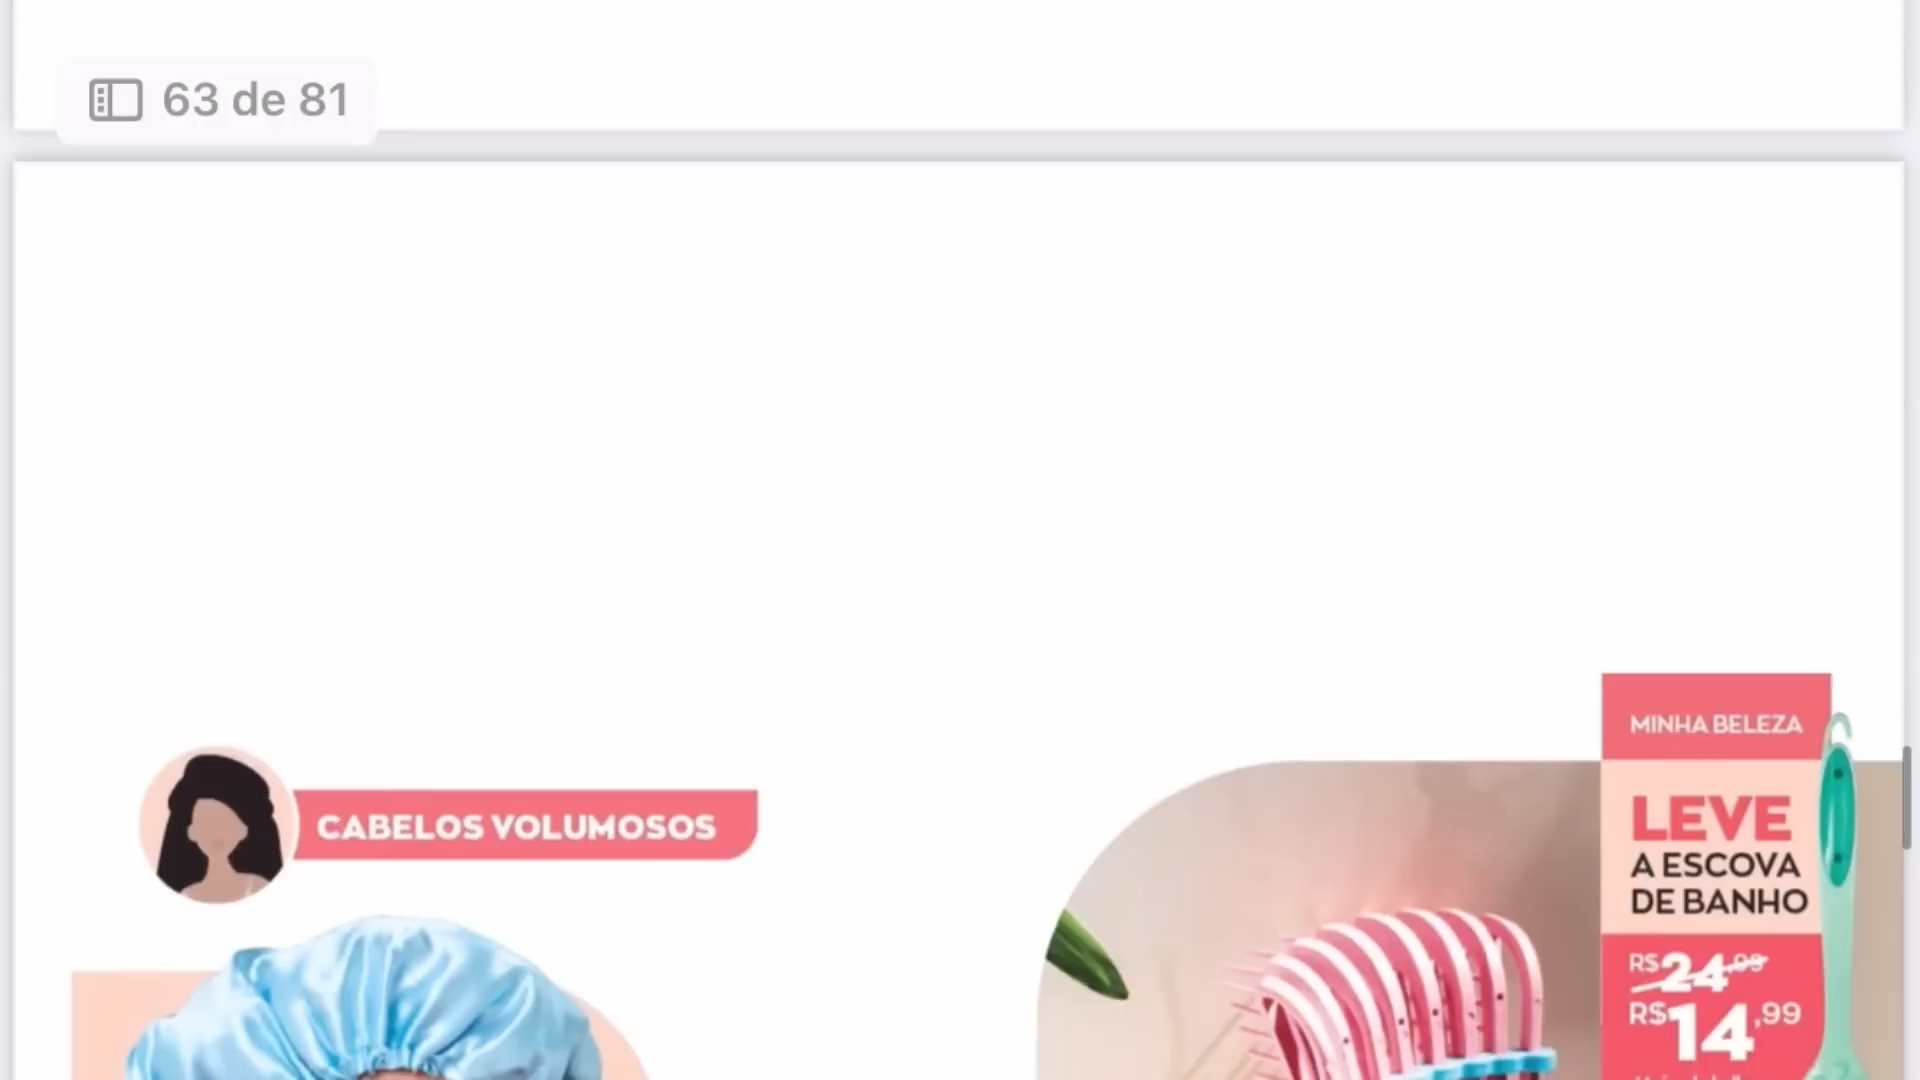 63 de 81
CABELOS VOLUMOSOS
MINHA BELEZA
LEVE
A ESCOVA
DE BANHO
R$24,99
R$14,99